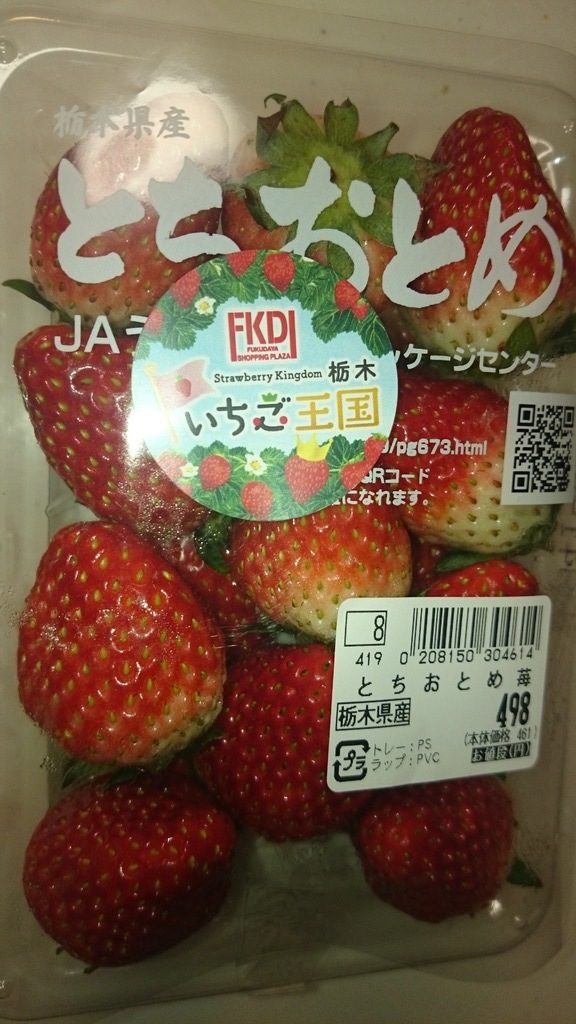 栃木県産
とちおとめ
JA
ッケージセンター
FKD
FUKUDAYA
SHOPPING PLAZA
Strawberry Kingdom 栃木
いちご王国
/pg673.html
QRコード
になれます。
8
419 0 208150 304614
とちおとめ苺
栃木県産 498
(本体価格 461)
お値段(円)
プラ
トレー:PS
ラップ:PVC